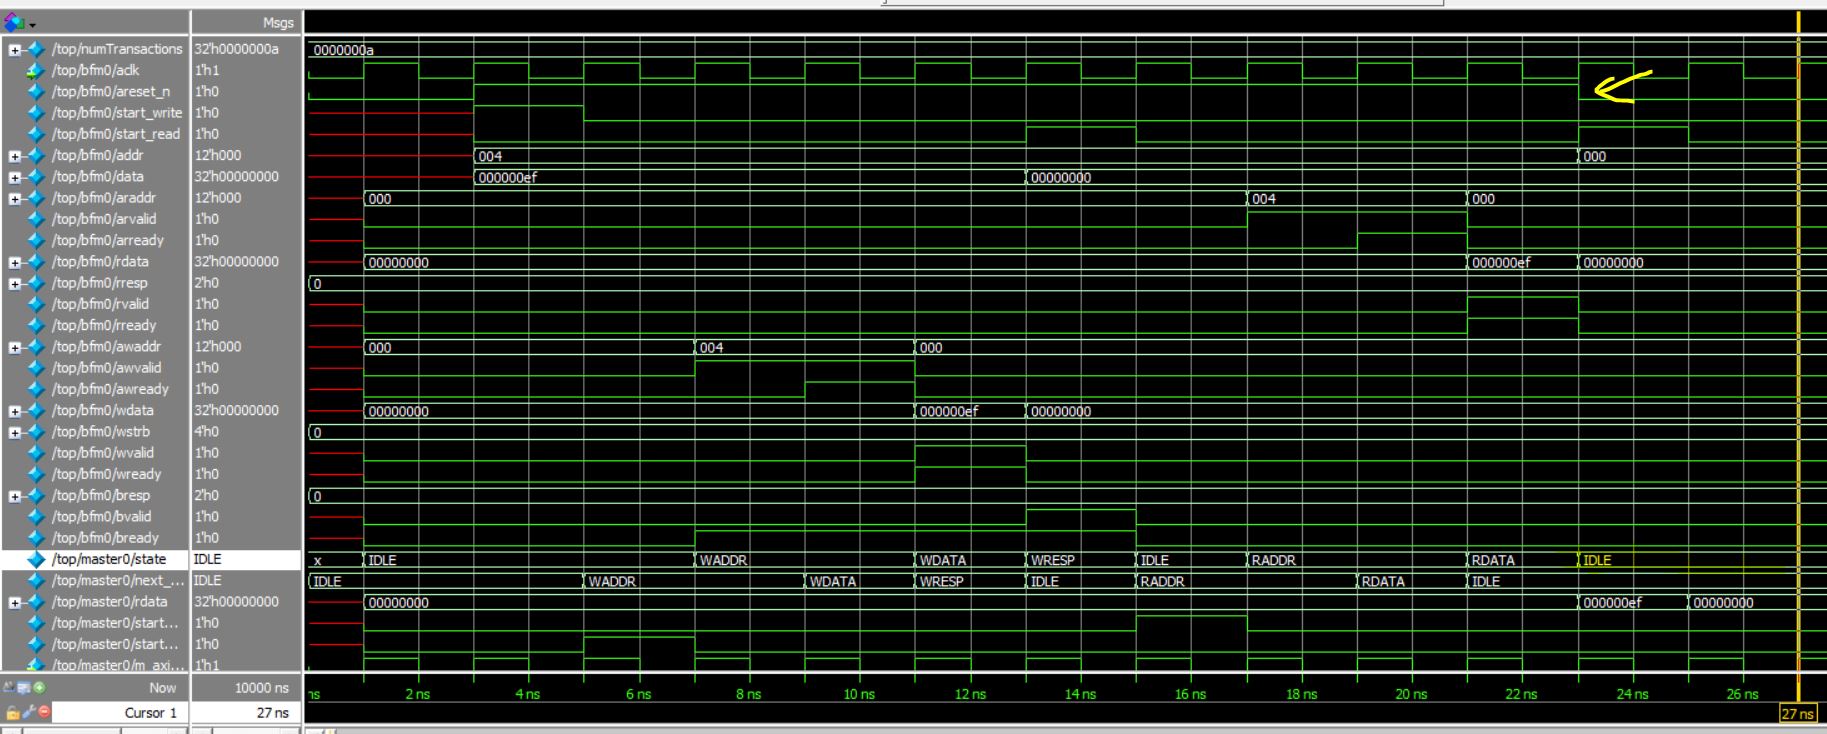 Msgs
/top/numTransactions 32'h0000000a 0000000a
/top/bfm0/aclk 1'h1
/top/bfm0/areset_n 1'h0
/top/bfm0/start_write 1'h0
/top/bfm0/start_read 1'h0
/top/bfm0/addr 12'h000 004 000
/top/bfm0/data 32'h00000000 000000ef 00000000
/top/bfm0/araddr 12'h000 000 004 000
/top/bfm0/arvalid 1'h0
/top/bfm0/arready 1'h0
/top/bfm0/rdata 32'h00000000 00000000 000000ef 00000000
/top/bfm0/rresp 2'h0 0
/top/bfm0/rvalid 1'h0
/top/bfm0/rready 1'h0
/top/bfm0/awaddr 12'h000 000 004 000
/top/bfm0/awvalid 1'h0
/top/bfm0/awready 1'h0
/top/bfm0/wdata 32'h00000000 00000000 000000ef 00000000
/top/bfm0/wstrb 4'h0 0
/top/bfm0/wvalid 1'h0
/top/bfm0/wready 1'h0
/top/bfm0/bresp 2'h0 0
/top/bfm0/bvalid 1'h0
/top/bfm0/bready 1'h0
/top/master0/state IDLE x IDLE WADDR WDATA WRESP IDLE RADDR RDATA IDLE
/top/master0/next_... IDLE IDLE WADDR WDATA WRESP IDLE RADDR RDATA IDLE
/top/master0/rdata 32'h00000000 00000000 000000ef 00000000
/top/master0/start... 1'h0
/top/master0/start... 1'h0
/top/master0/m_axi... 1'h1
Now 10000 ns ns 2 ns 4 ns 6 ns 8 ns 10 ns 12 ns 14 ns 16 ns 18 ns 20 ns 22 ns 24 ns 26 ns
Cursor 1 27 ns 27 ns